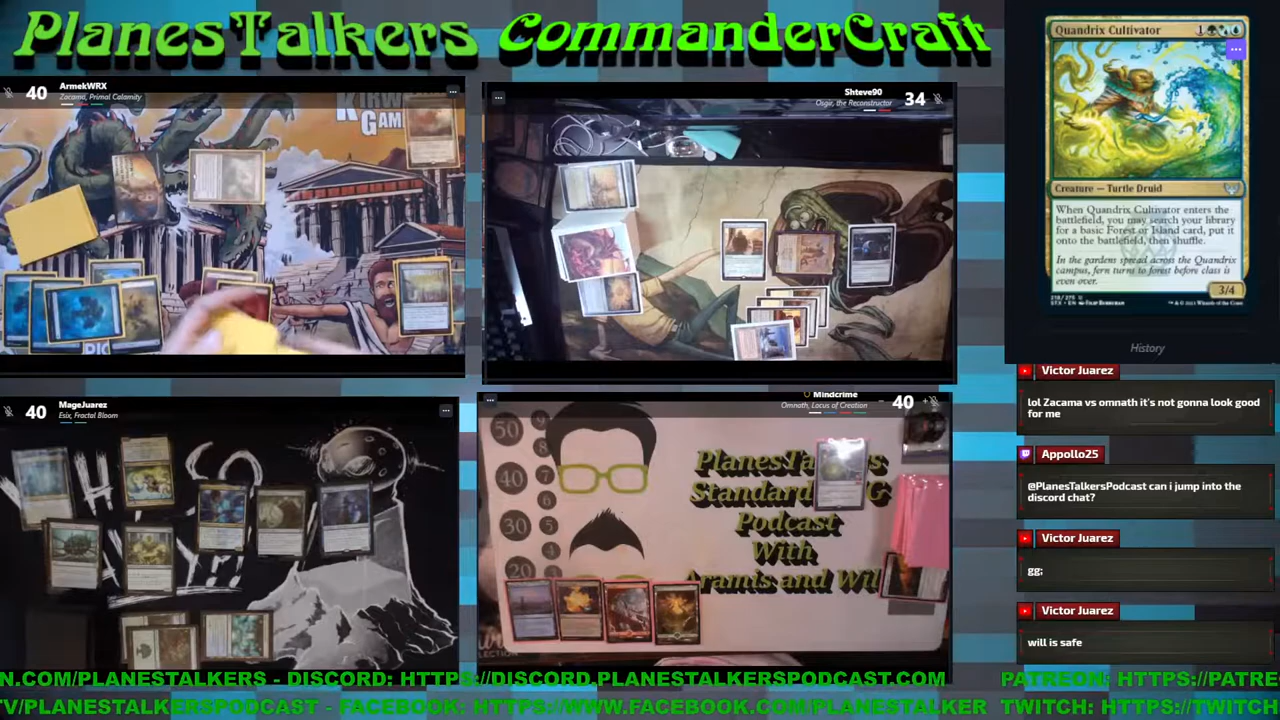 PlanesTalkers CommanderCraft
40
ArmekWRX
Zacama, Primal Calamity
Shteve90
Osgir, the Reconstructor
34
40
MageJuarez
Esix, Fractal Bloom
Mindcrime
Omnath, Locus of Creation
40
50
40
30
20
PlanesTalkers
Standard
Podcast
With
Aramis and Wil
Quandrix Cultivator
1
Creature — Turtle Druid
When Quandrix Cultivator enters the
battlefield, you may search your library
for a basic Forest or Island card, put it
onto the battlefield, then shuffle.
In the gardens spread across the Quandrix
campus, fern turns to forest before class is
even over.
3/4
History
Victor Juarez
lol Zacama vs omnath it's not gonna look good
for me
Appollo25
@PlanesTalkersPodcast can i jump into the
discord chat?
Victor Juarez
gg;
Victor Juarez
will is safe
N.COM/PLANESTALKERS - DISCORD: HTTPS://DISCORD.PLANESTALKERSPODCAST.COM
PATREON: HTTPS://PATRE
TV/PLANESTALKERSPODCAST - FACEBOOK: HTTPS://WWW.FACEBOOK.COM/PLANESTALKER
TWITCH: HTTPS://TWITCH